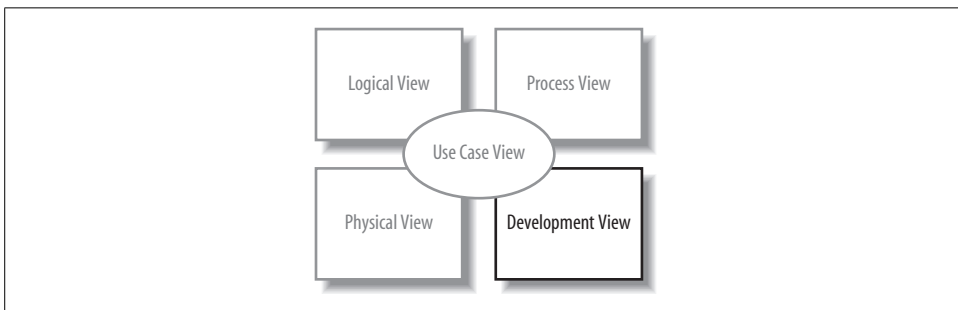 Logical View
Process View
Use Case View
Physical View
Development View